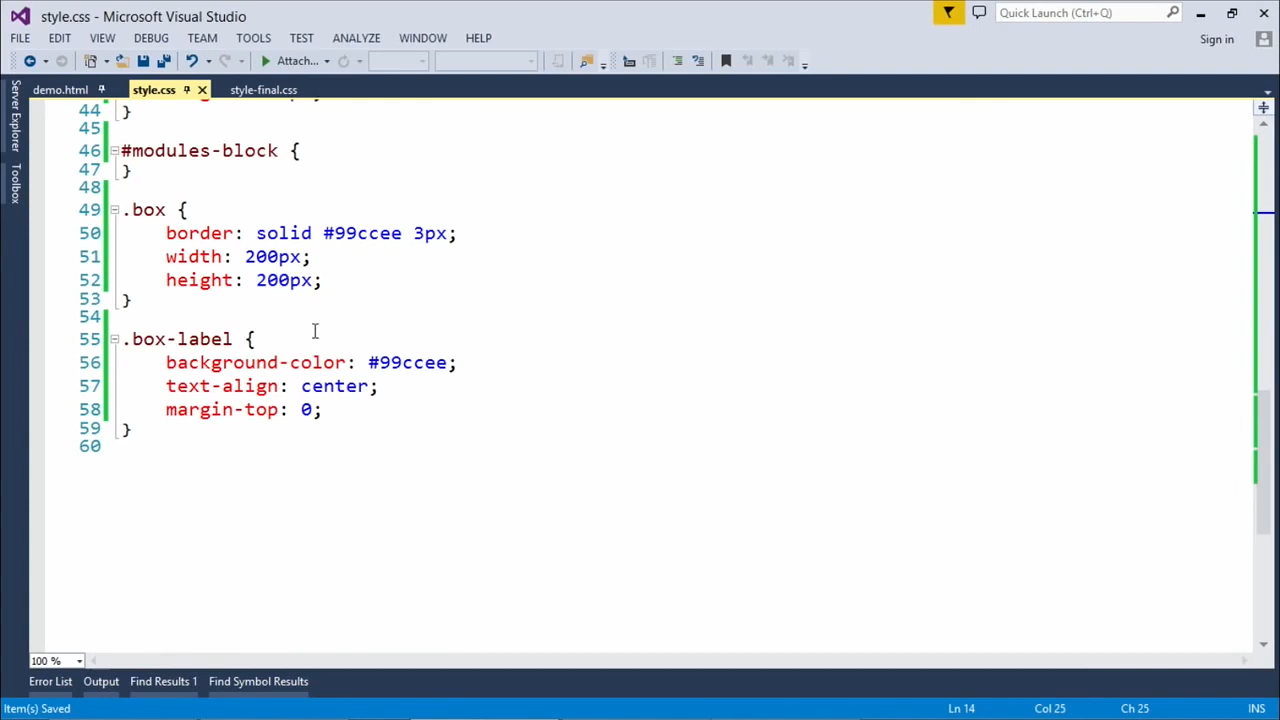 style.css - Microsoft Visual Studio
Quick Launch (Ctrl+Q)
FILE EDIT VIEW DEBUG TEAM TOOLS TEST ANALYZE WINDOW HELP
Sign in
Attach...
Server Explorer
Toolbox
demo.html style.css style-final.css
44 }
45
46 #modules-block {
47 }
48
49 .box {
50 border: solid #99ccee 3px;
51 width: 200px;
52 height: 200px;
53 }
54
55 .box-label {
56 background-color: #99ccee;
57 text-align: center;
58 margin-top: 0;
59 }
60
100 %
Error List Output Find Results 1 Find Symbol Results
Item(s) Saved Ln 14 Col 25 Ch 25 INS